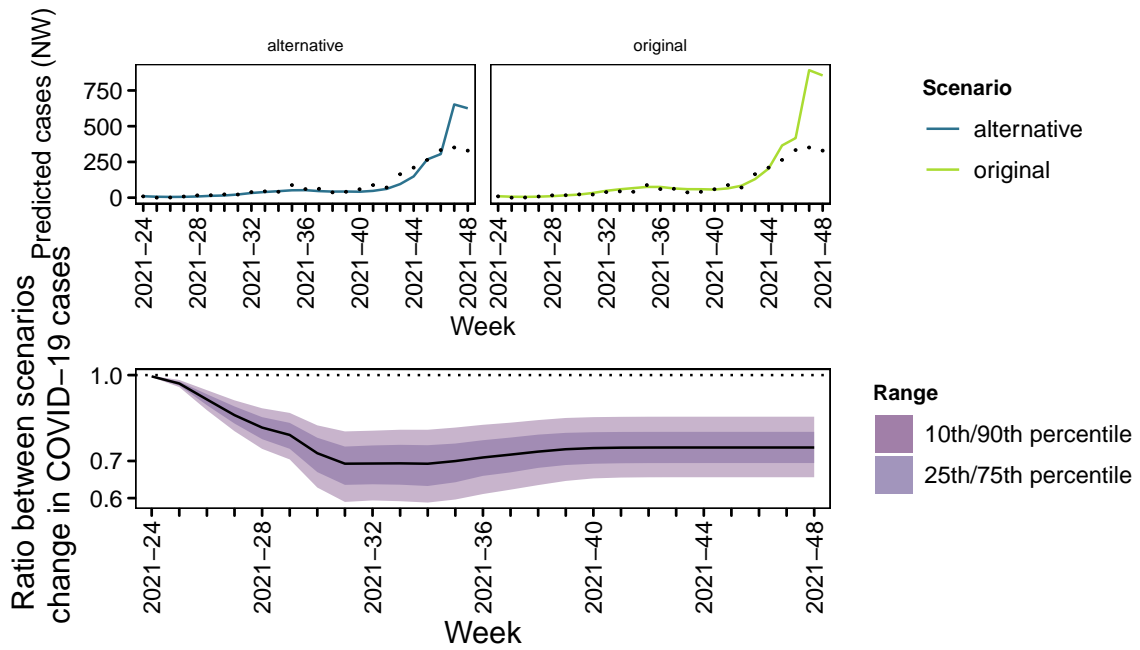 alternative
original
Predicted cases (NW)
750
500
250
0
2021−24
2021−28
2021−32
2021−36
2021−40
2021−44
2021−48
2021−24
2021−28
2021−32
2021−36
2021−40
2021−44
2021−48
Week
Scenario
alternative
original
Ratio between scenarios
change in COVID−19 cases
1.0
0.7
0.6
2021−24
2021−28
2021−32
2021−36
2021−40
2021−44
2021−48
Week
Range
10th/90th percentile
25th/75th percentile